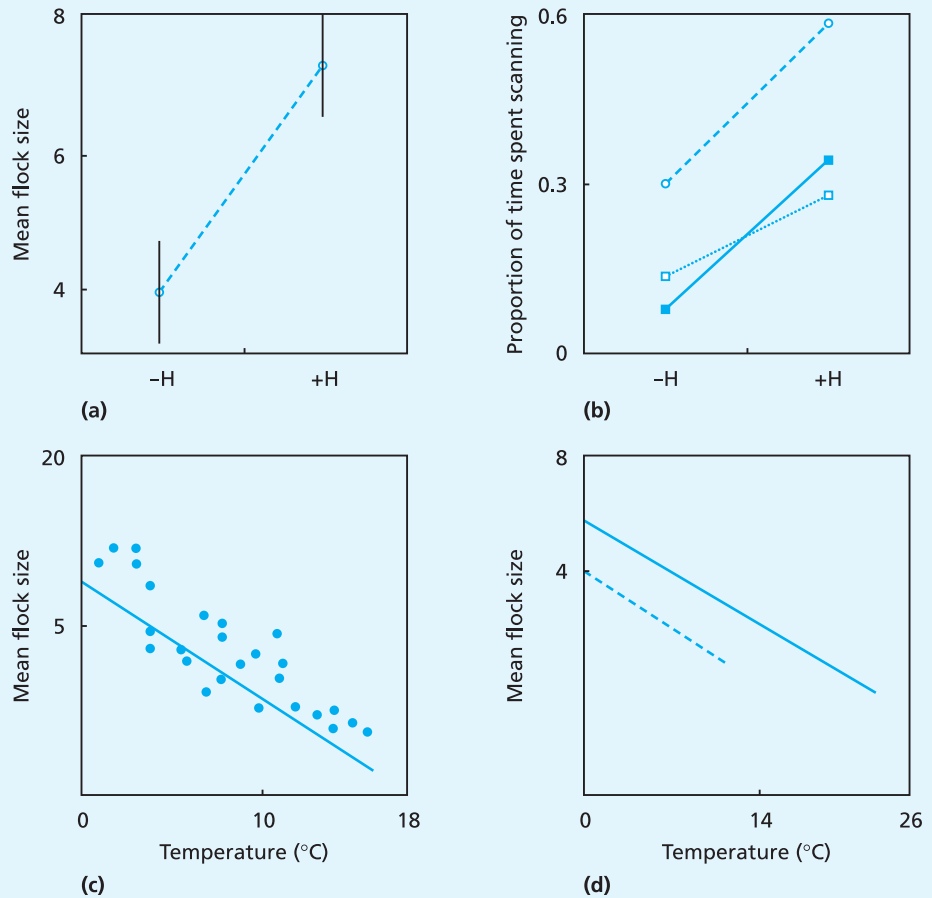 8
6
4
Mean flock size
–H
+H
(a)
0.6
0.3
0
Proportion of time spent scanning
–H
+H
(b)
20
5
Mean flock size
0
10
18
Temperature (°C)
(c)
8
4
Mean flock size
0
14
26
Temperature (°C)
(d)